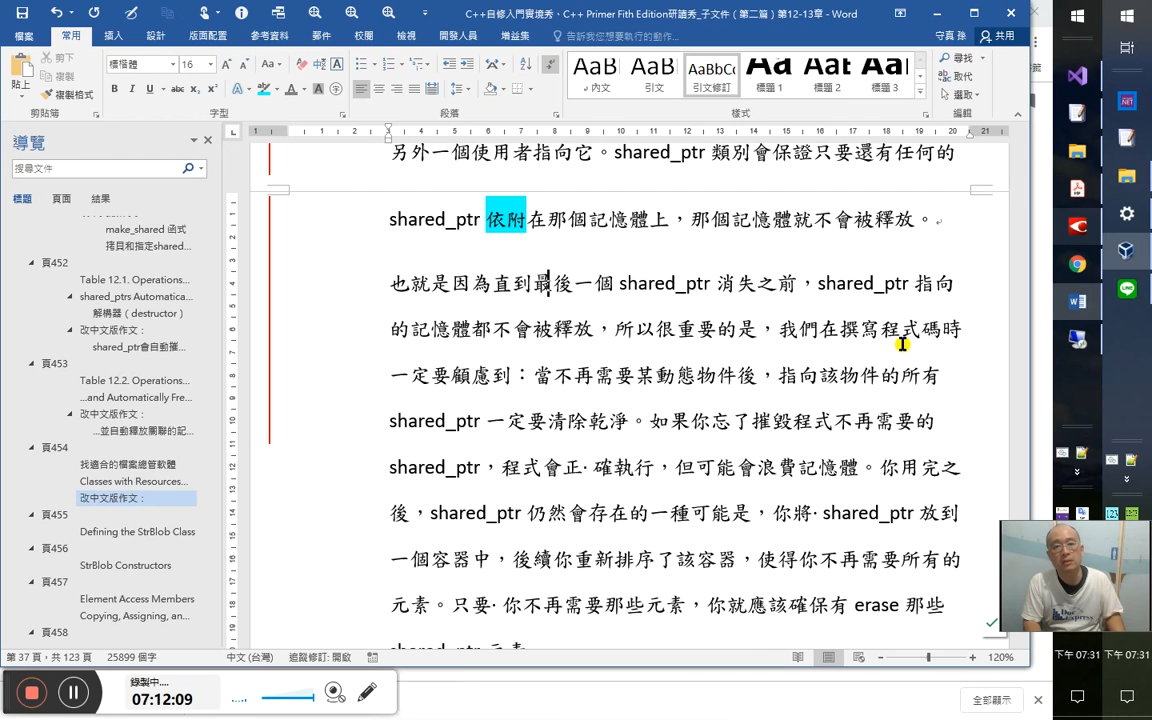 C++自修入門實境秀、C++ Primer Fith Edition研讀秀_子文件（第二篇）第12-13章 - Word
檔案 常用 插入 設計 版面配置 參考資料 郵件 校閱 檢視 開發人員 增益集 告訴我您想要執行的動作... 守真 孫 共用
貼上 剪下 複製 複製格式 剪貼簿
楷體 16 字型
段落
AaB AaB AaBbCc Aa AaB AaB
內文 引文 引文修訂 標題 1 標題 2 標題 3 樣式
尋找 取代 選取 編輯
導覽
搜尋文件
標題 頁面 結果
make_shared 函式
拷貝和指定shared...
頁452
Table 12.1. Operations...
shared_ptrs Automatica...
解構器（destructor）
改中文版作文：
shared_ptr會自動摧...
頁453
Table 12.2. Operations...
...and Automatically Fre...
改中文版作文：
...並自動釋放關聯的記...
頁454
找適合的檔案總管軟體
Classes with Resources...
改中文版作文：
頁455
Defining the StrBlob Class
頁456
StrBlob Constructors
頁457
Element Access Members
Copying, Assigning, an...
頁458
另外一個使用者指向它。shared_ptr 類別會保證只要還有任何的
shared_ptr 依附在那個記憶體上，那個記憶體就不會被釋放。
也就是因為直到最後一個 shared_ptr 消失之前，shared_ptr 指向
的記憶體都不會被釋放，所以很重要的是，我們在撰寫程式碼時
一定要顧慮到：當不再需要某動態物件後，指向該物件的所有
shared_ptr 一定要清除乾淨。如果你忘了摧毀程式不再需要的
shared_ptr，程式會正確執行，但可能會浪費記憶體。你用完之
後，shared_ptr 仍然會存在的一種可能是，你將 shared_ptr 放到
一個容器中，後續你重新排序了該容器，使得你不再需要所有的
元素。只要 你不再需要那些元素，你就應該確保有 erase 那些
shared_ptr 元素
第 37 頁，共 123 頁 25899 個字 中文 (台灣) 追蹤修訂: 開啟 120%
錄製中....
07:12:09
全部顯示
下午 07:31 下午 07:31